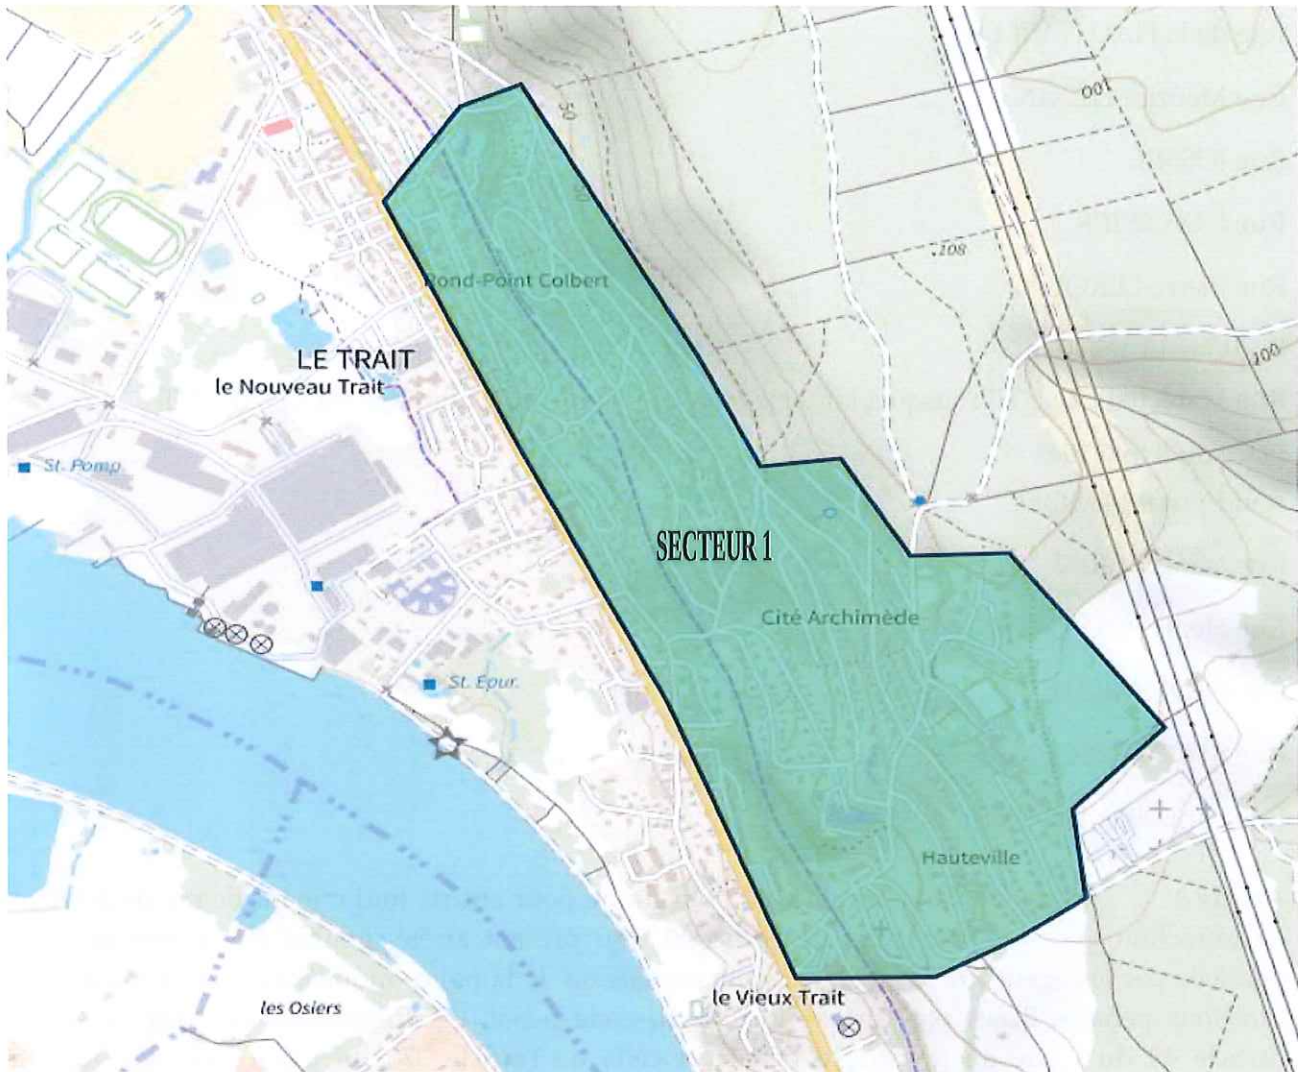 50
100
108
Rond-Point Colbert
LE TRAIT
le Nouveau Trait
100
St. Pomp.
SECTEUR 1
Cité Archimède
St. Epur.
Hauteville
le Vieux Trait
les Osiers